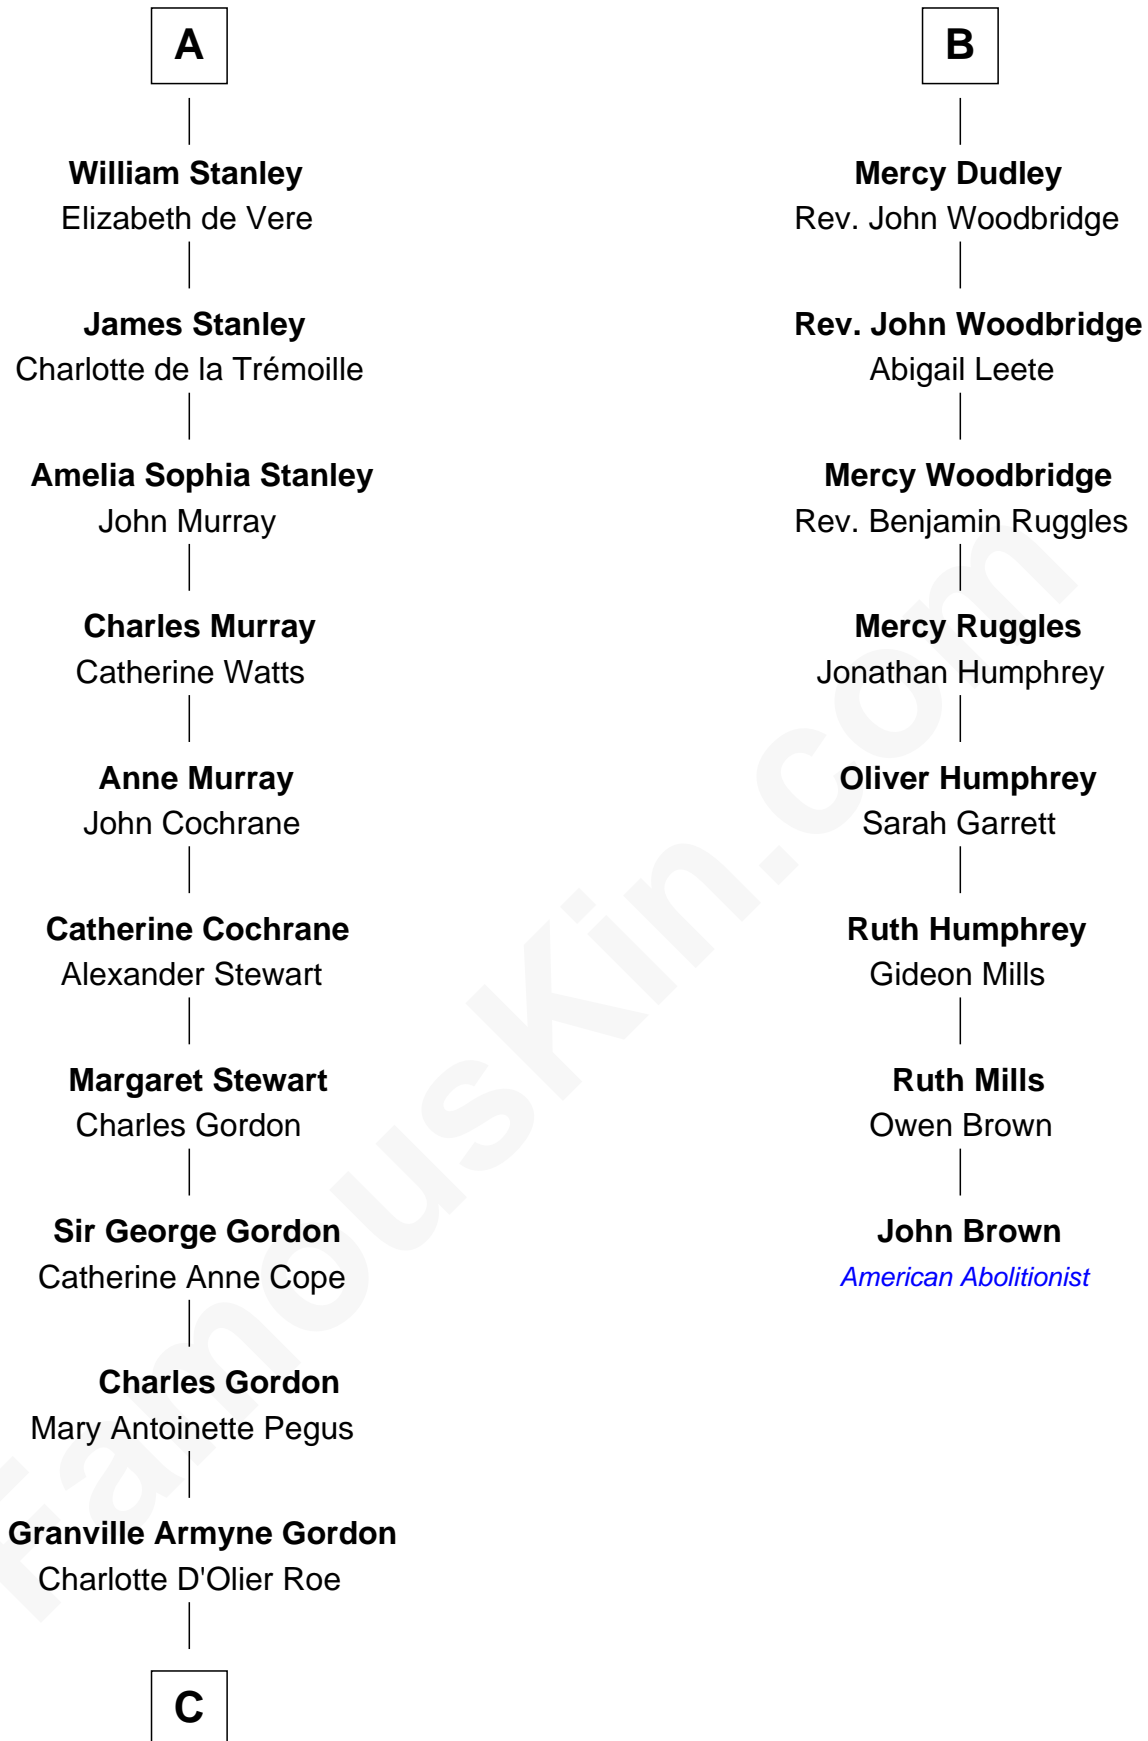 A
William Stanley
Elizabeth de Vere
James Stanley
Charlotte de la Trémoille
Amelia Sophia Stanley
John Murray
Charles Murray
Catherine Watts
Anne Murray
John Cochrane
Catherine Cochrane
Alexander Stewart
Margaret Stewart
Charles Gordon
Sir George Gordon
Catherine Anne Cope
Charles Gordon
Mary Antoinette Pegus
Granville Armyne Gordon
Charlotte D'Olier Roe
C
B
Mercy Dudley
Rev. John Woodbridge
Rev. John Woodbridge
Abigail Leete
Mercy Woodbridge
Rev. Benjamin Ruggles
Mercy Ruggles
Jonathan Humphrey
Oliver Humphrey
Sarah Garrett
Ruth Humphrey
Gideon Mills
Ruth Mills
Owen Brown
John Brown
American Abolitionist
FamousKin.com